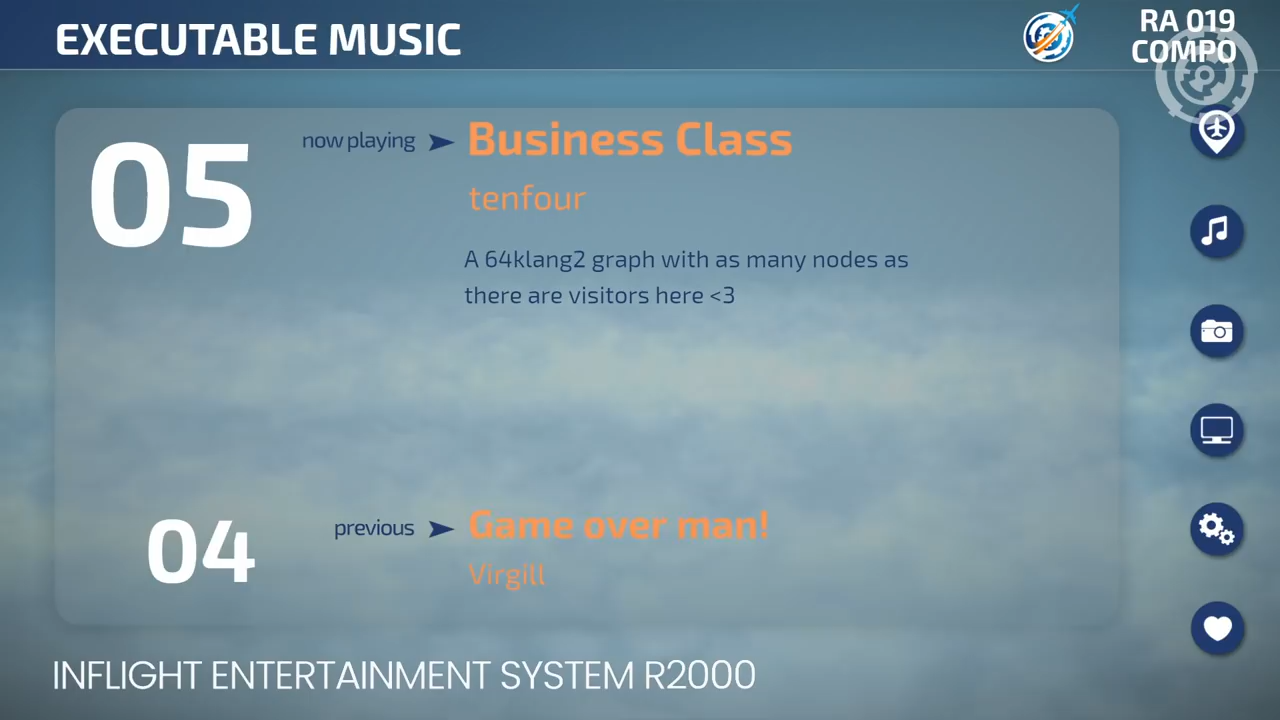 EXECUTABLE MUSIC
RA 019
COMPO
05
now playing
Business Class
tenfour
A 64klang2 graph with as many nodes as
there are visitors here <3
04
previous
Game over man!
Virgill
INFLIGHT ENTERTAINMENT SYSTEM R2000